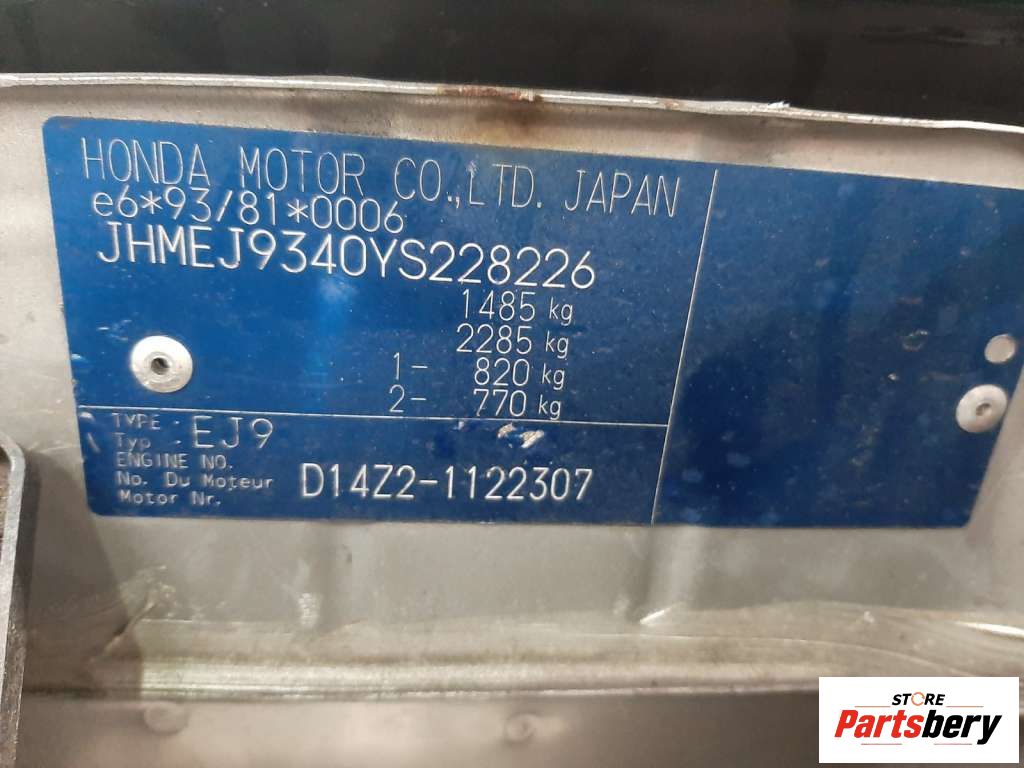 HONDA MOTOR CO.,LTD. JAPAN
e6*93/81*0006
JHMEJ9340YS228226
1485 kg
2285 kg
1- 820 kg
2- 770 kg
TYPE :
Typ . EJ9
ENGINE NO.
No. Du Moteur D14Z2-1122307
Motor Nr.
STORE
Partsbery